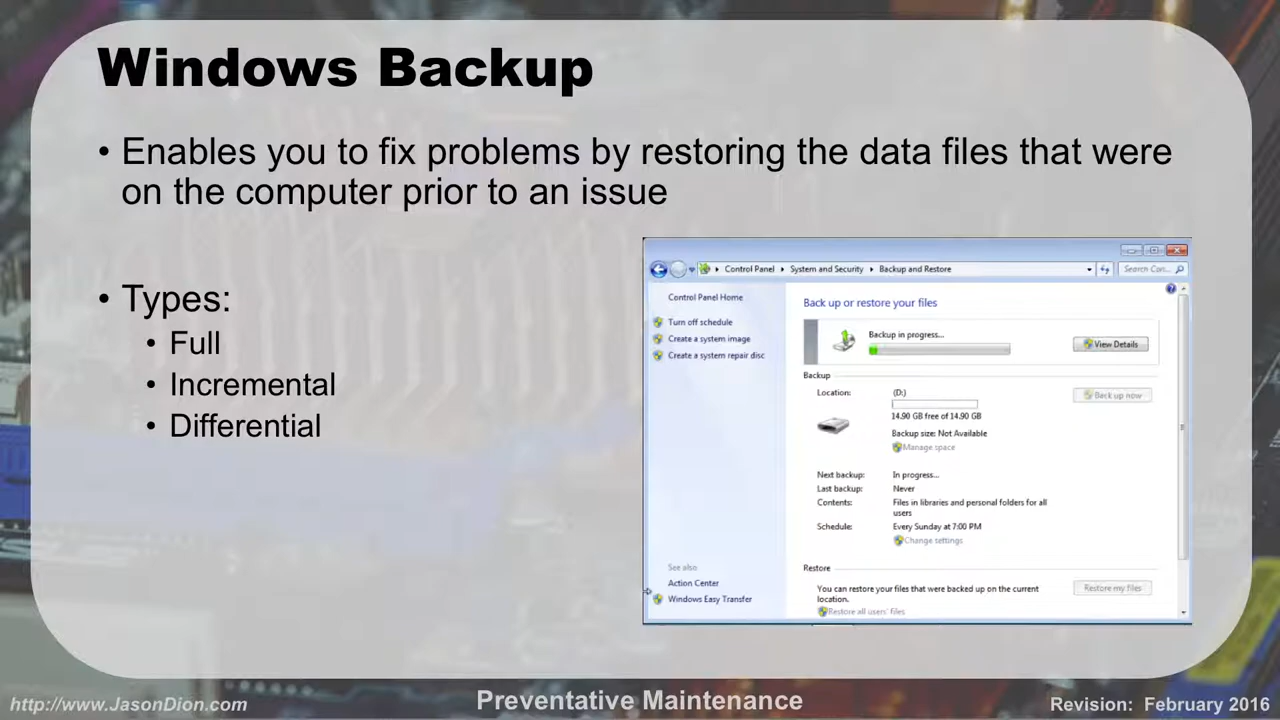 Windows Backup
• Enables you to fix problems by restoring the data files that were
on the computer prior to an issue
• Types:
• Full
• Incremental
• Differential
Control Panel ▸ System and Security ▸ Backup and Restore
Search Con...
Control Panel Home
Turn off schedule
Create a system image
Create a system repair disc
See also
Action Center
Windows Easy Transfer
Back up or restore your files
Backup in progress...
View Details
Backup
Location:
(D:)
Back up now
14.90 GB free of 14.90 GB
Backup size: Not Available
Manage space
Next backup:
In progress...
Last backup:
Never
Contents:
Files in libraries and personal folders for all
users
Schedule:
Every Sunday at 7:00 PM
Change settings
Restore
You can restore your files that were backed up on the current
location.
Restore my files
Restore all users' files
http://www.JasonDion.com
Preventative Maintenance
Revision: February 2016